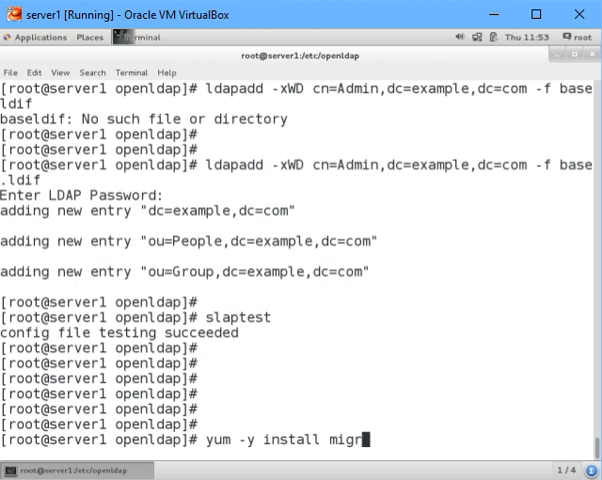 server1 [Running] - Oracle VM VirtualBox
Applications Places Terminal Thu 11:53 root
root@server1:/etc/openldap
File Edit View Search Terminal Help
[root@server1 openldap]# ldapadd -xWD cn=Admin,dc=example,dc=com -f base
ldif
baseldif: No such file or directory
[root@server1 openldap]#
[root@server1 openldap]#
[root@server1 openldap]# ldapadd -xWD cn=Admin,dc=example,dc=com -f base
.ldif
Enter LDAP Password:
adding new entry "dc=example,dc=com"
adding new entry "ou=People,dc=example,dc=com"
adding new entry "ou=Group,dc=example,dc=com"
[root@server1 openldap]#
[root@server1 openldap]# slaptest
config file testing succeeded
[root@server1 openldap]#
[root@server1 openldap]#
[root@server1 openldap]#
[root@server1 openldap]#
[root@server1 openldap]#
[root@server1 openldap]#
[root@server1 openldap]# yum -y install migr
root@server1:/etc/openldap 1 / 4